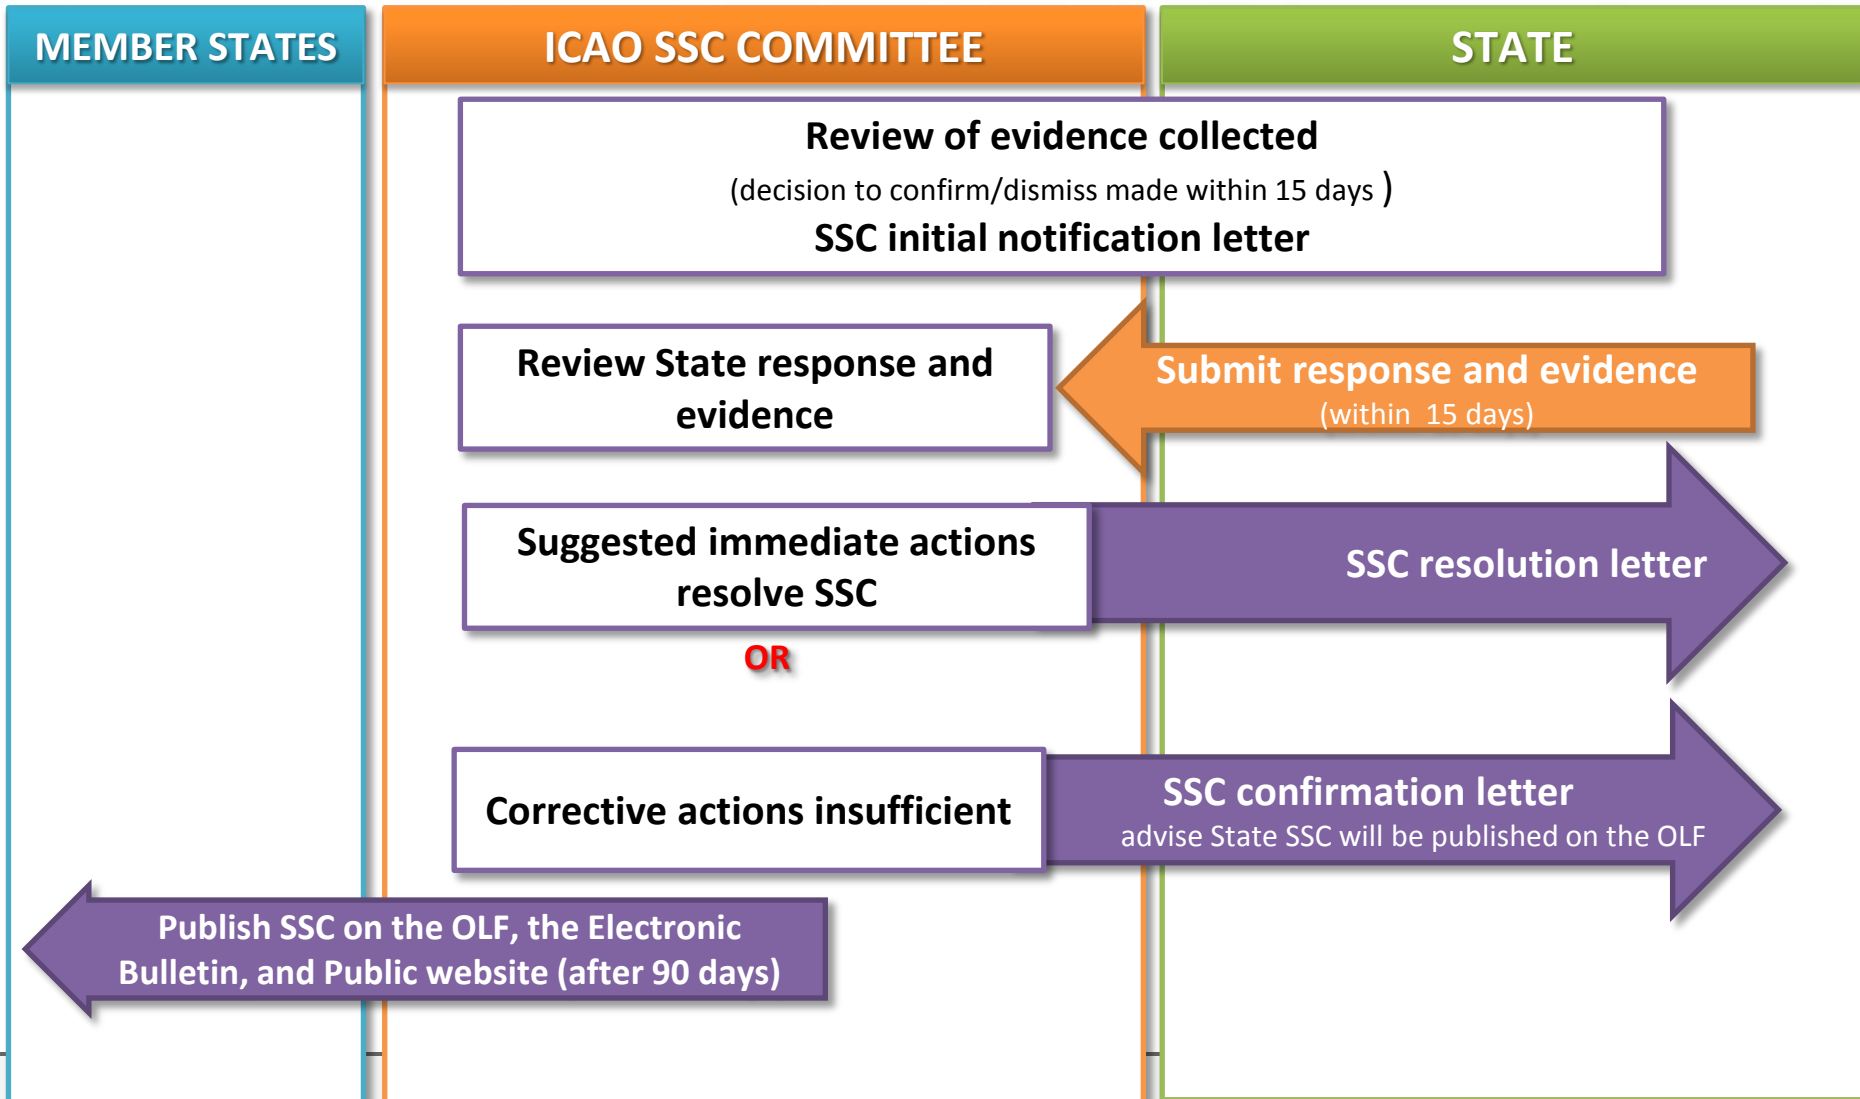 MEMBER STATES
ICAO SSC COMMITTEE
STATE
Review of evidence collected
(decision to confirm/dismiss made within 15 days )
SSC initial notification letter
Review State response and
evidence
Submit response and evidence
(within 15 days)
Suggested immediate actions
resolve SSC
SSC resolution letter
OR
Corrective actions insufficient
SSC confirmation letter
advise State SSC will be published on the OLF
Publish SSC on the OLF, the Electronic
Bulletin, and Public website (after 90 days)